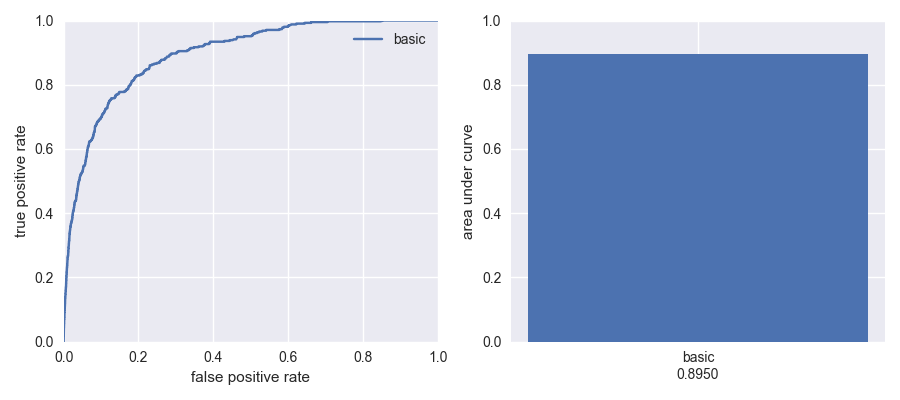 1.0
0.8
0.6
0.4
0.2
0.0
true positive rate
basic
0.0 0.2 0.4 0.6 0.8 1.0
false positive rate
1.0
0.8
0.6
0.4
0.2
0.0
area under curve
basic
0.8950